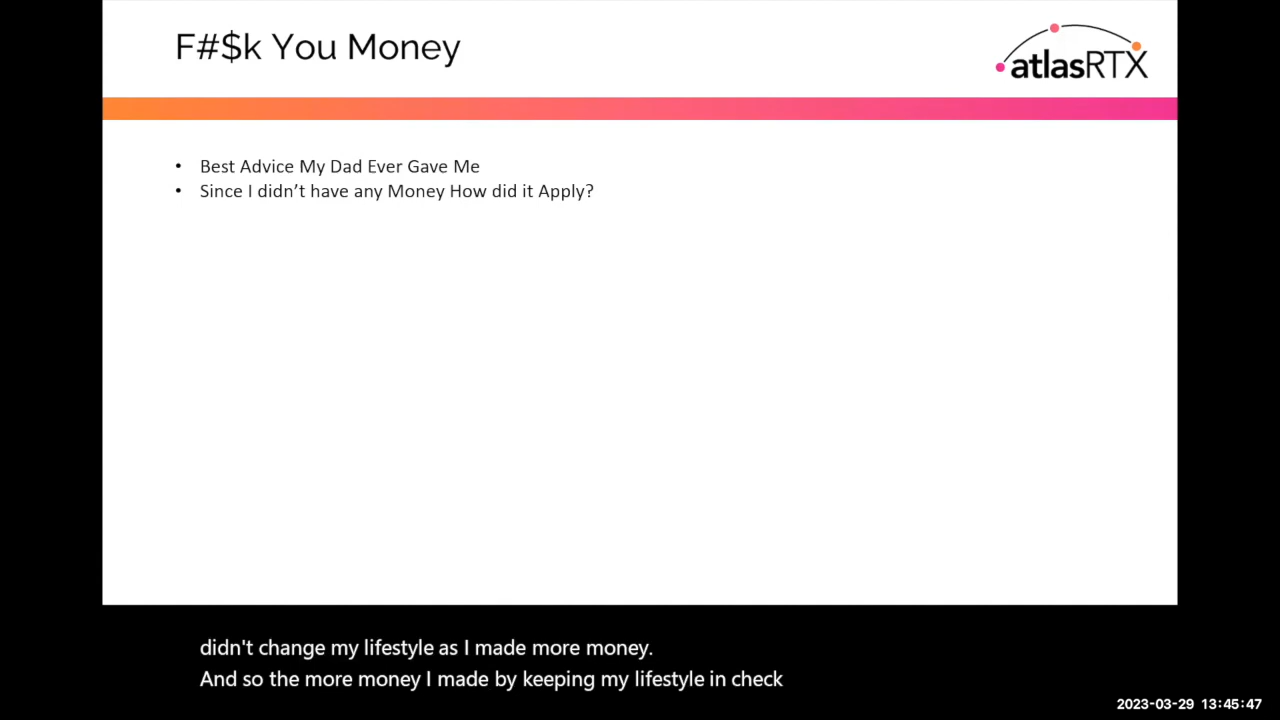 F#$k You Money
atlasRTX
• Best Advice My Dad Ever Gave Me
• Since I didn’t have any Money How did it Apply?
didn't change my lifestyle as I made more money.
And so the more money I made by keeping my lifestyle in check
2023-03-29 13:45:47